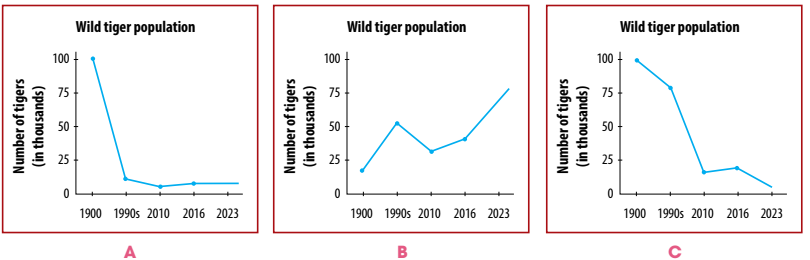 Wild tiger population
Number of tigers
(in thousands)
100
75
50
25
0
1900 1990s 2010 2016 2023
A
Wild tiger population
Number of tigers
(in thousands)
100
75
50
25
0
1900 1990s 2010 2016 2023
B
Wild tiger population
Number of tigers
(in thousands)
100
75
50
25
0
1900 1990s 2010 2016 2023
C